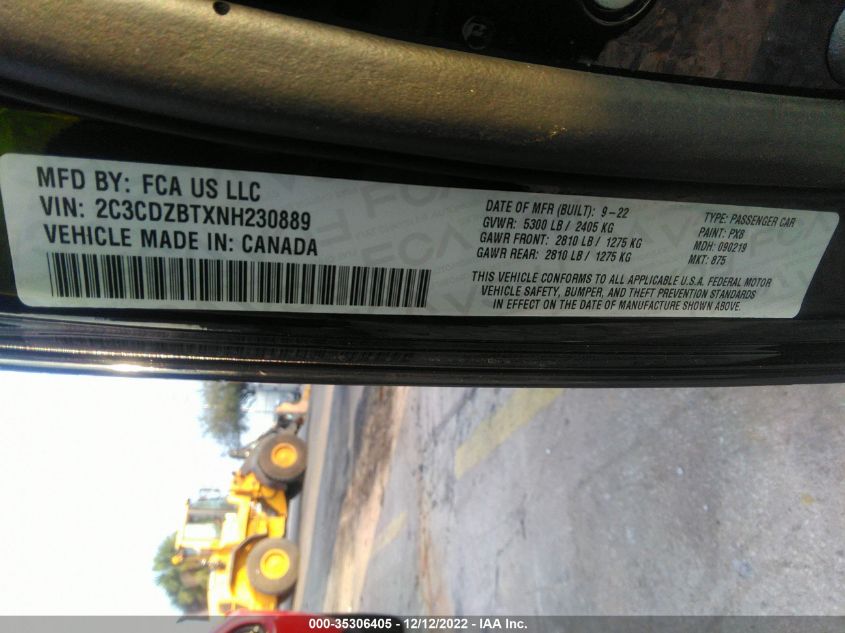 MFD BY: FCA US LLC
VIN: 2C3CDZBTXNH230889
VEHICLE MADE IN: CANADA
DATE OF MFR (BUILT): 9-22
GVWR: 5300 LB / 2405 KG
GAWR FRONT: 2810 LB / 1275 KG
GAWR REAR: 2810 LB / 1275 KG
TYPE: PASSENGER CAR
PAINT: PX8
MDH: 090219
MKT: 875
THIS VEHICLE CONFORMS TO ALL APPLICABLE U.S.A. FEDERAL MOTOR
VEHICLE SAFETY, BUMPER, AND THEFT PREVENTION STANDARDS
IN EFFECT ON THE DATE OF MANUFACTURE SHOWN ABOVE.
000-35306405 - 12/12/2022 - IAA Inc.